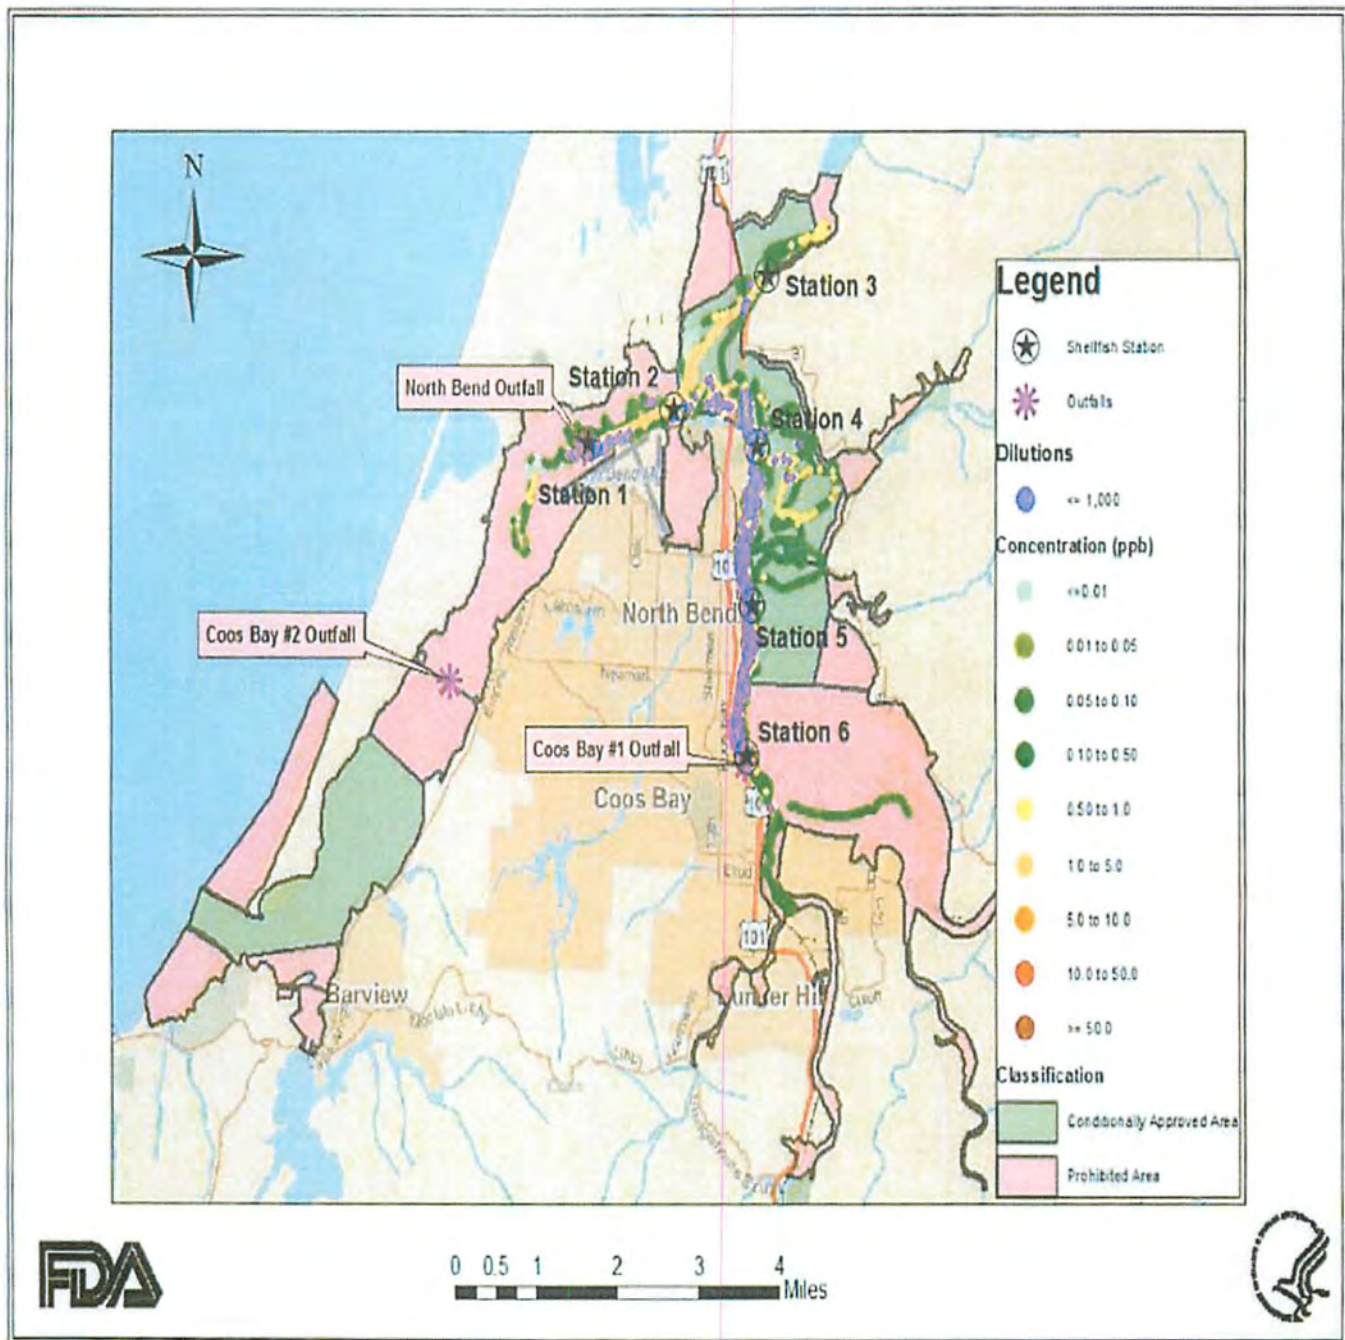 N
101
Station 3
Station 2
North Bend Outfall
Station 4
Station 1
101
North Bend
Station 5
Coos Bay #2 Outfall
Newmark
Station 6
Coos Bay #1 Outfall
Coos Bay
101
Barview
Legend
Shellfish Station
Outfalls
Dilutions
<= 1,000
Concentration (ppb)
<=0.01
0.01 to 0.05
0.05 to 0.10
0.10 to 0.50
0.50 to 1.0
1.0 to 5.0
5.0 to 10.0
10.0 to 50.0
>= 50.0
Classification
Conditionally Approved Area
Prohibited Area
FDA
0 0.5 1 2 3 4
Miles